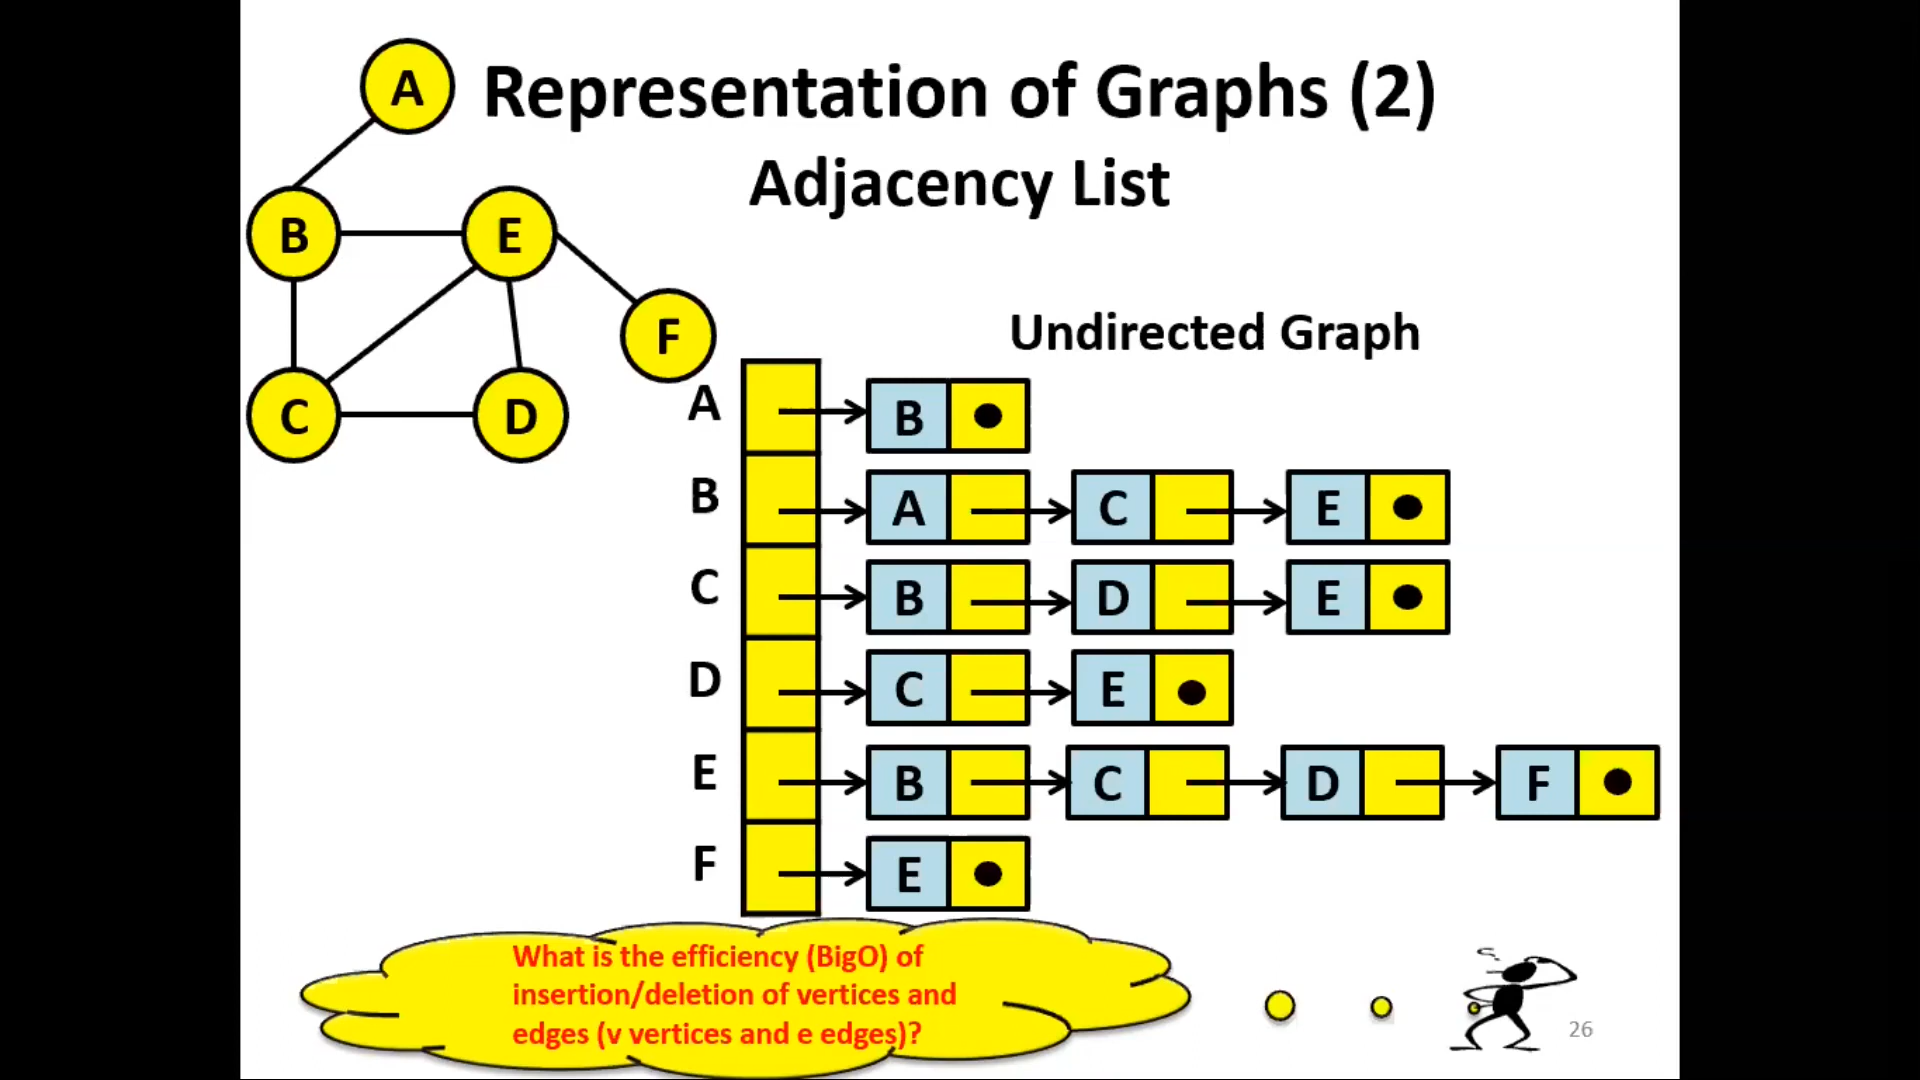 Representation of Graphs (2)
Adjacency List
A
B
E
F
C
D
Undirected Graph
A B
B A C E
C B D E
D C E
E B C D F
F E
What is the efficiency (BigO) of
insertion/deletion of vertices and
edges (v vertices and e edges)?
26